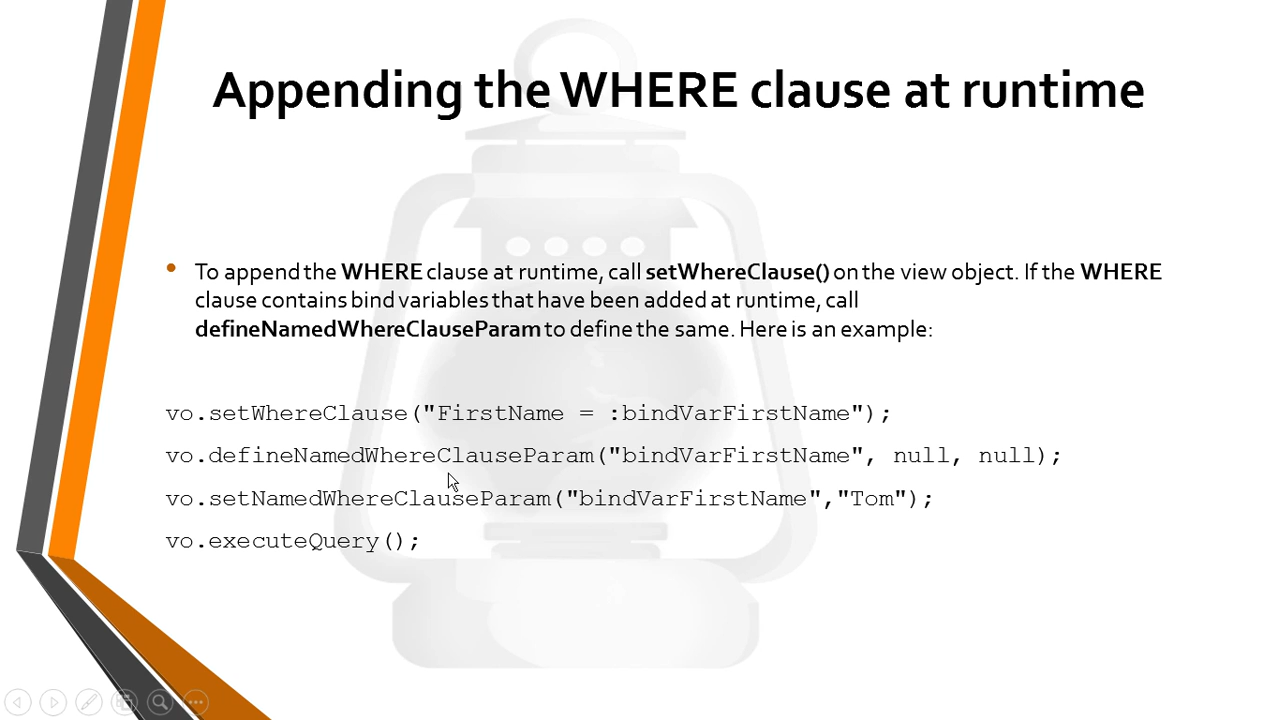 Appending the WHERE clause at runtime
• To append the WHERE clause at runtime, call setWhereClause() on the view object. If the WHERE
clause contains bind variables that have been added at runtime, call
defineNamedWhereClauseParam to define the same. Here is an example:
vo.setWhereClause("FirstName = :bindVarFirstName");
vo.defineNamedWhereClauseParam("bindVarFirstName", null, null);
vo.setNamedWhereClauseParam("bindVarFirstName","Tom");
vo.executeQuery();